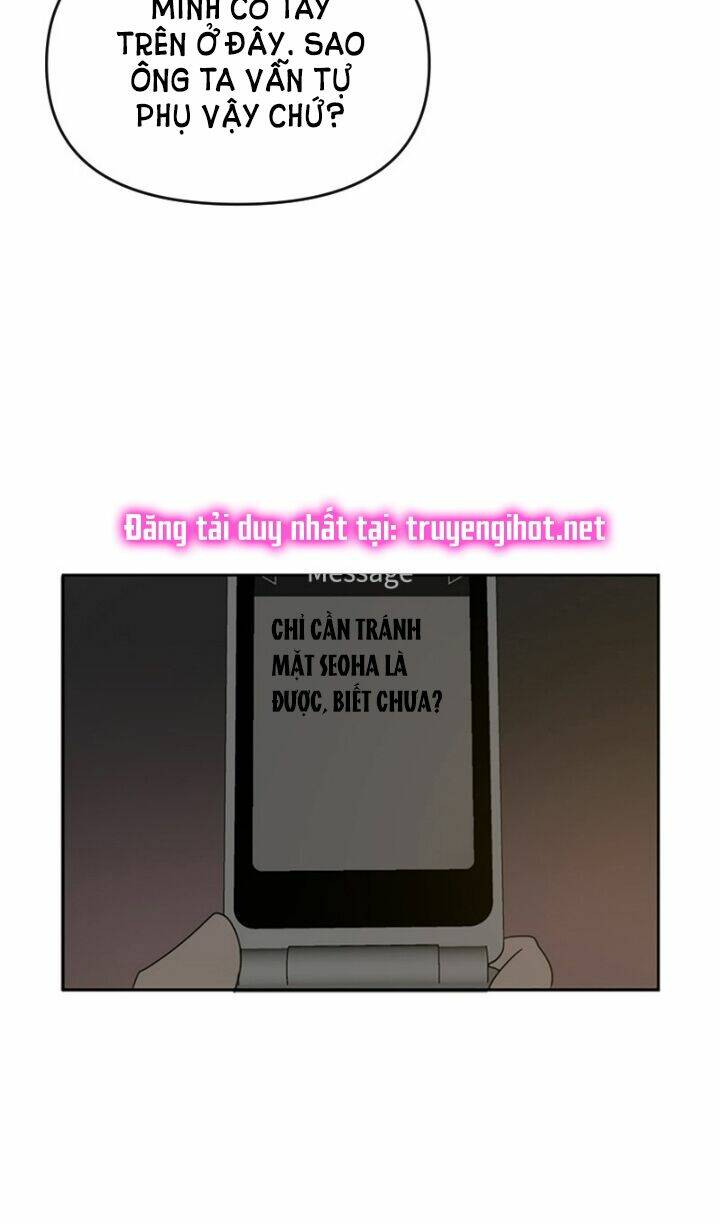 MÌNH CÓ TAY
TRÊN Ở ĐÂY. SAO
ÔNG TA VẪN TỰ
PHỤ VẬY CHỨ?
Đăng tải duy nhất tại: truyengihot.net
Message
CHỈ CẦN TRÁNH
MẶT SEOHA LÀ
ĐƯỢC, BIẾT CHƯA?